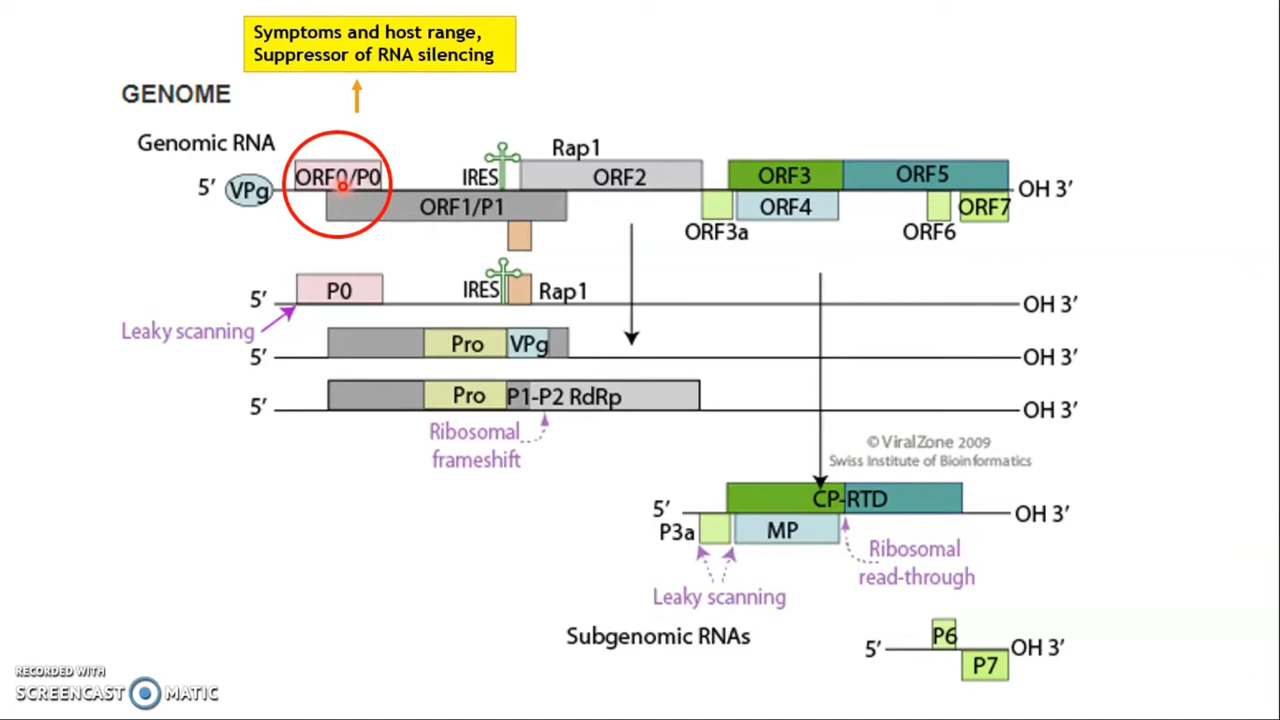 Symptoms and host range,
Suppressor of RNA silencing
GENOME
Genomic RNA
Rap1
5′ VPg ORF0/P0 IRES ORF2 ORF3 ORF5 OH 3′
ORF1/P1 ORF4 ORF7
ORF3a ORF6
5′ P0 IRES Rap1 OH 3′
Leaky scanning
5′ Pro VPg OH 3′
5′ Pro P1-P2 RdRp OH 3′
Ribosomal
frameshift
© ViralZone 2009
Swiss Institute of Bioinformatics
5′ CP-RTD OH 3′
P3a MP
Ribosomal
read-through
Leaky scanning
Subgenomic RNAs
5′ P6 OH 3′
P7
RECORDED WITH
SCREENCAST MATIC